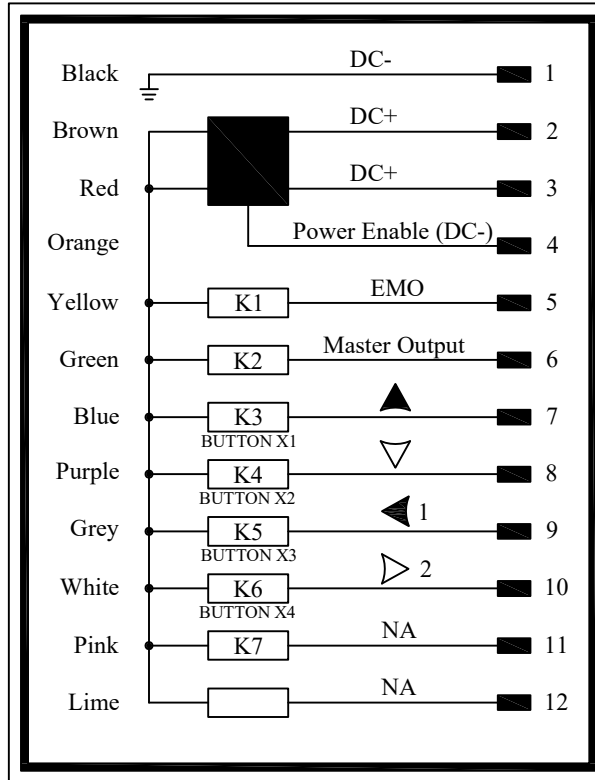 Black DC- 1
Brown DC+ 2
Red DC+ 3
Orange Power Enable (DC-) 4
Yellow K1 EMO 5
Green K2 Master Output 6
Blue K3 7
BUTTON X1
Purple K4 8
BUTTON X2
Grey K5 1 9
BUTTON X3
White K6 2 10
BUTTON X4
Pink K7 NA 11
Lime NA 12